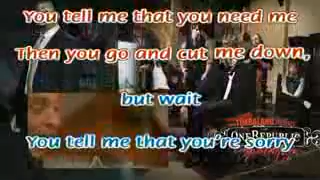 You tell me that you need me
Then you go and cut me down,
but wait
You tell me that you're sorry
TIMBALAND
ONEREPUBLIC